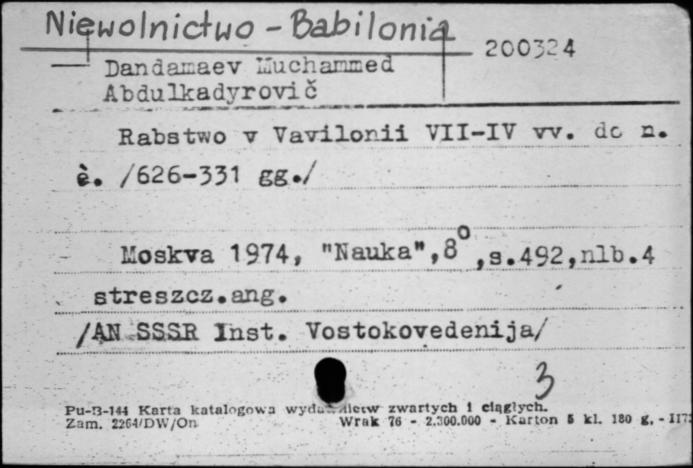 Niewolnictwo - Babilonia
200324
Dandamaev Muchammed
Abdulkadyrovič
Rabstwo v Vavilonii VII-IV vv. do n.
è. /626-331 gg./
Moskva 1974, "Nauka", 8⁰, s.492, nlb.4
streszcz.ang.
/AN SSSR Inst. Vostokovedenija/
3
Pu-B-144 Karta katalogowa zwartych i ciągłych.
Zam. 2264/DW/On Wrak 76 - 2.300.000 - Karton 5 kl. 180 g. -